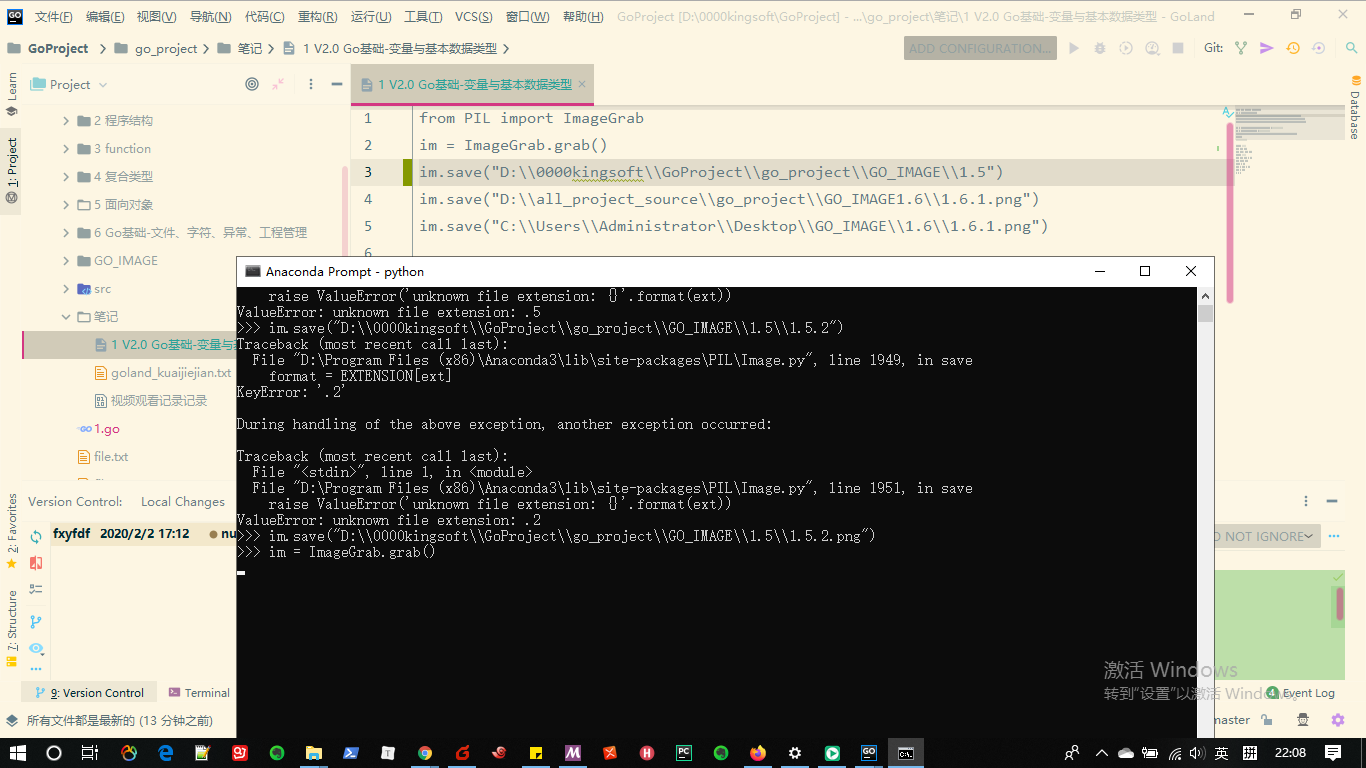 GO 文件(F) 编辑(E) 视图(V) 导航(N) 代码(C) 重构(R) 运行(U) 工具(T) VCS(S) 窗口(W) 帮助(H) GoProject [D:\0000kingsoft\GoProject] - ...\go_project\笔记\1 V2.0 Go基础-变量与基本数据类型 - GoLand
GoProject go_project 笔记 1 V2.0 Go基础-变量与基本数据类型 ADD CONFIGURATION... Git:
Learn
1: Project
Project
1 V2.0 Go基础-变量与基本数据类型
Database
2 程序结构
3 function
4 复合类型
5 面向对象
6 Go基础-文件、字符、异常、工程管理
GO_IMAGE
src
笔记
1 V2.0 Go基础-变量与
goland_kuaijiejian.txt
视频观看记录记录
1.go
file.txt
1 from PIL import ImageGrab
2 im = ImageGrab.grab()
3 im.save("D:\\0000kingsoft\\GoProject\\go_project\\GO_IMAGE\\1.5")
4 im.save("D:\\all_project_source\\go_project\\GO_IMAGE1.6\\1.6.1.png")
5 im.save("C:\\Users\\Administrator\\Desktop\\GO_IMAGE\\1.6\\1.6.1.png")
6
Anaconda Prompt - python
raise ValueError('unknown file extension: {}'.format(ext))
ValueError: unknown file extension: .5
>>> im.save("D:\\0000kingsoft\\GoProject\\go_project\\GO_IMAGE\\1.5\\1.5.2")
Traceback (most recent call last):
File "D:\Program Files (x86)\Anaconda3\lib\site-packages\PIL\Image.py", line 1949, in save
format = EXTENSION[ext]
KeyError: '.2'
During handling of the above exception, another exception occurred:
Traceback (most recent call last):
File "<stdin>", line 1, in <module>
File "D:\Program Files (x86)\Anaconda3\lib\site-packages\PIL\Image.py", line 1951, in save
raise ValueError('unknown file extension: {}'.format(ext))
ValueError: unknown file extension: .2
>>> im.save("D:\\0000kingsoft\\GoProject\\go_project\\GO_IMAGE\\1.5\\1.5.2.png")
>>> im = ImageGrab.grab()
2: Favorites
7: Structure
Version Control: Local Changes
fxyfdf 2020/2/2 17:12 nu
O NOT IGNORE
激活 Windows
转到"设置"以激活 Windows。
9: Version Control Terminal
4 Event Log
所有文件都是最新的 (13 分钟之前)
master
英 拼 22:08